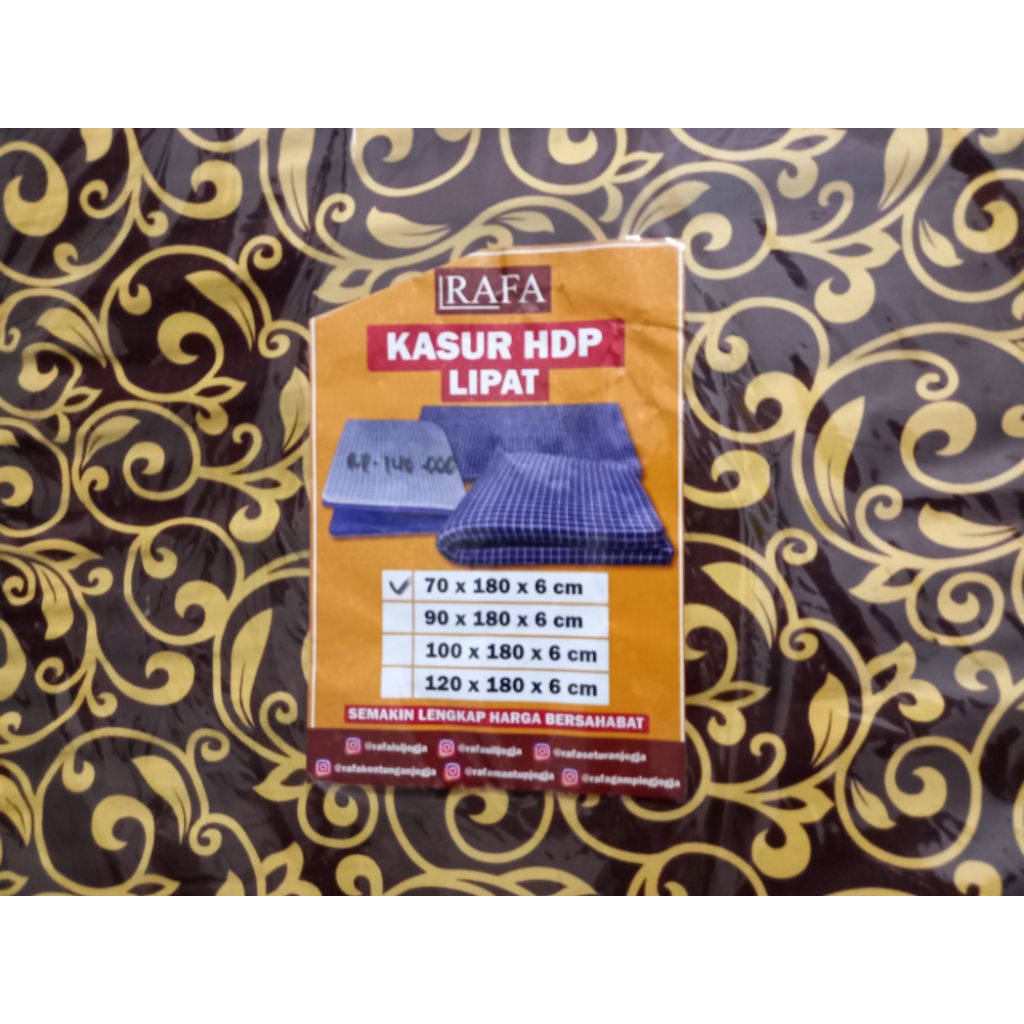 RAFA
KASUR HDP
LIPAT
RP. 140.000
70 x 180 x 6 cm
90 x 180 x 6 cm
100 x 180 x 6 cm
120 x 180 x 6 cm
SEMAKIN LENGKAP HARGA BERSAHABAT
@rafaisijogja @rafauiijogja @rafaseturanjogja
@rafakentunganjogja @rafamantupjogja @rafagampingjogja